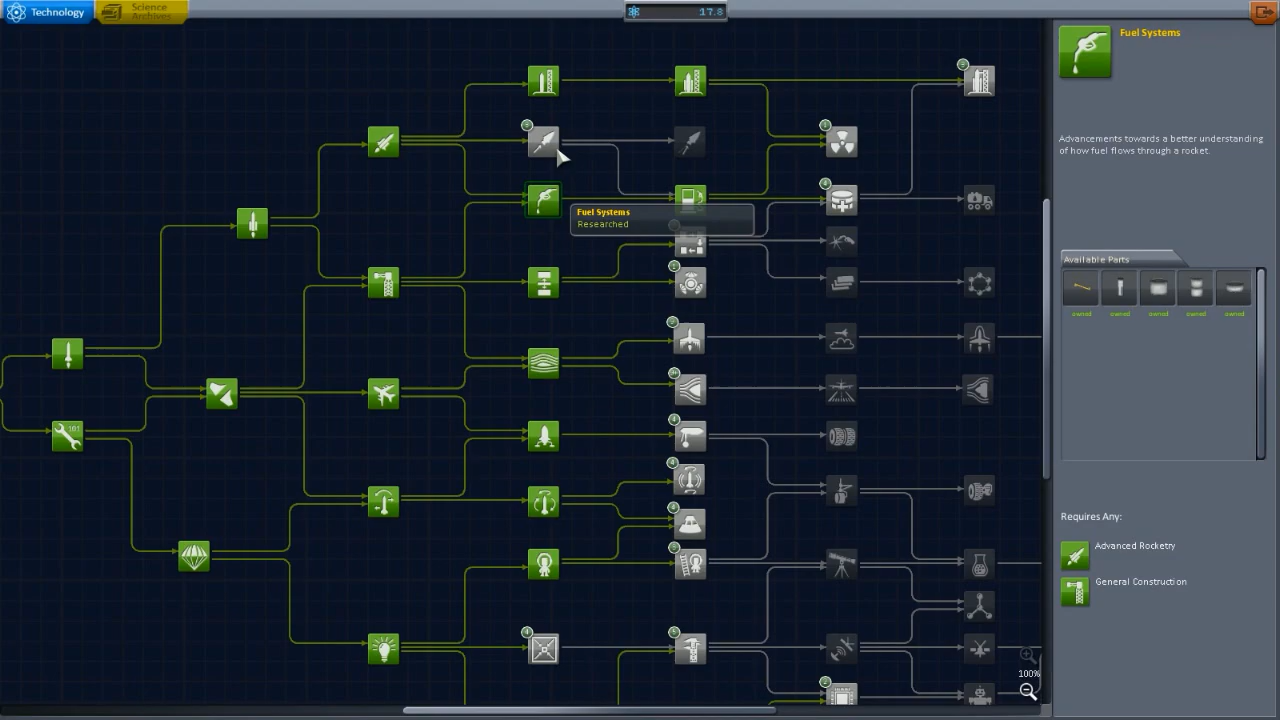 Technology
Science
Archives
17.8
Fuel Systems
Advancements towards a better understanding
of how fuel flows through a rocket.
Fuel Systems
Researched
Available Parts
owned owned owned owned owned
101
Requires Any:
Advanced Rocketry
General Construction
100%